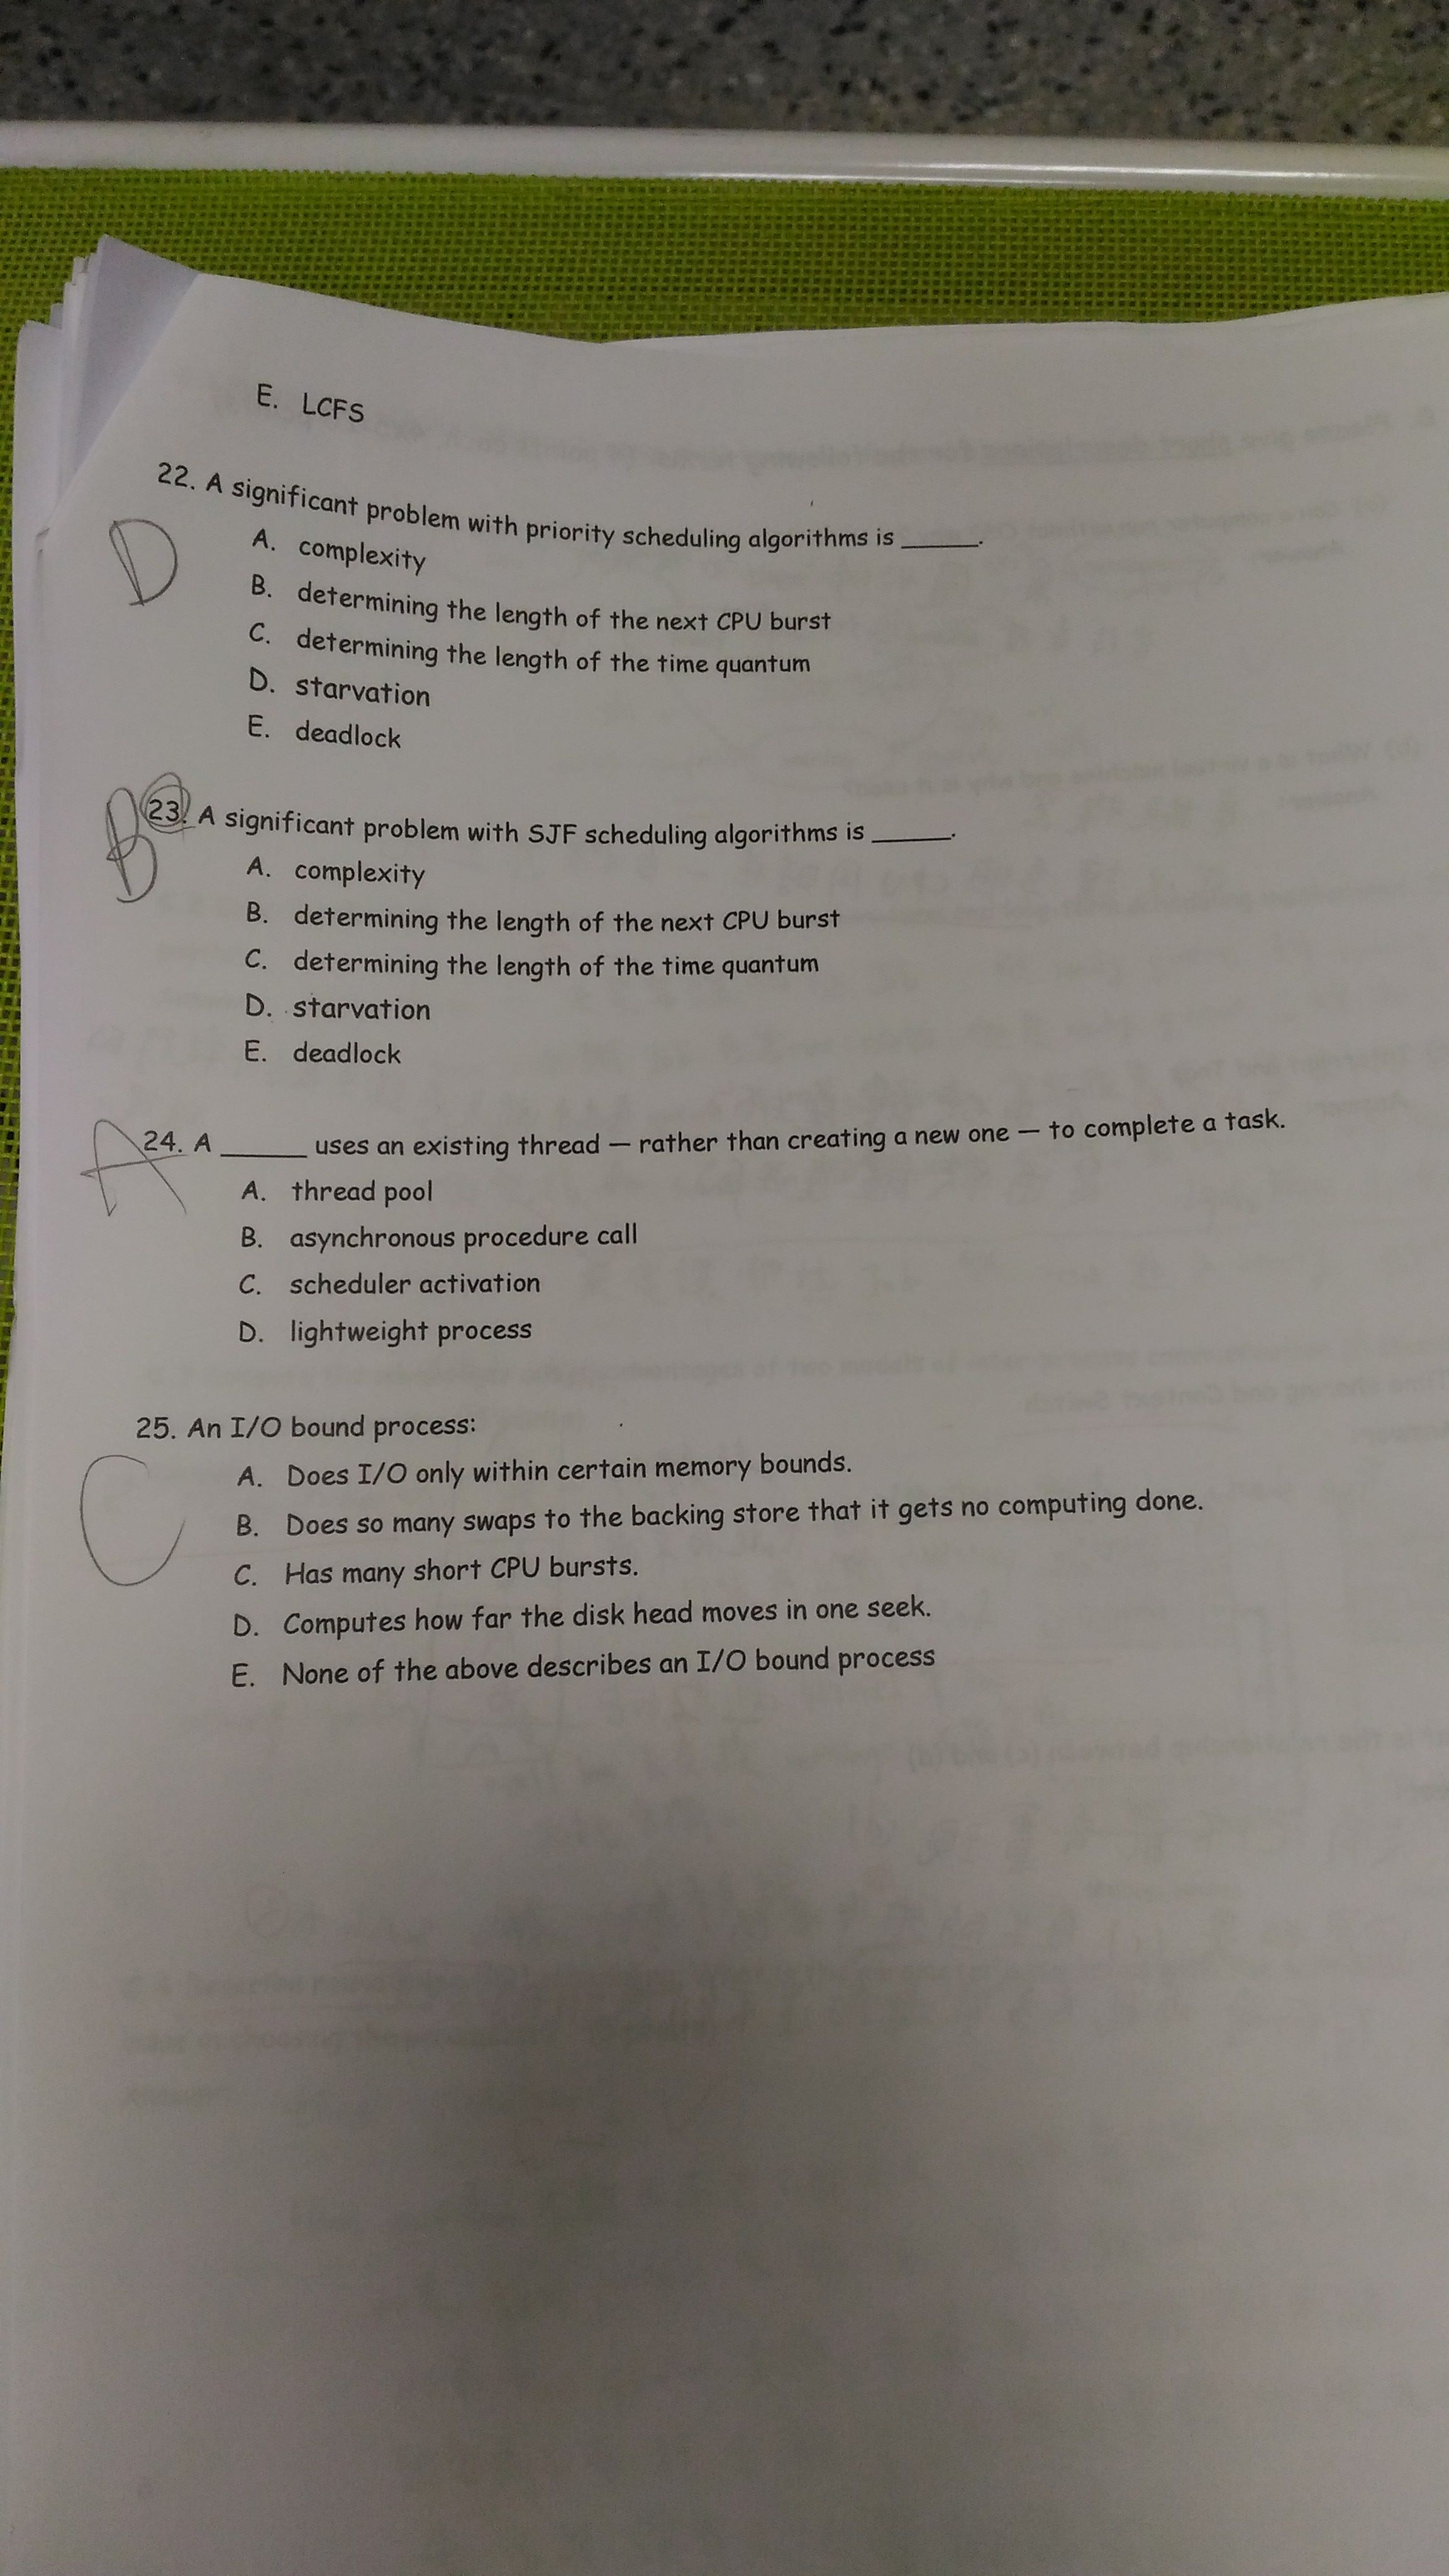 E. LCFS
22. A significant problem with priority scheduling algorithms is _____.
D
A. complexity
B. determining the length of the next CPU burst
C. determining the length of the time quantum
D. starvation
E. deadlock
B
23. A significant problem with SJF scheduling algorithms is _____.
A. complexity
B. determining the length of the next CPU burst
C. determining the length of the time quantum
D. starvation
E. deadlock
A
24. A _____ uses an existing thread — rather than creating a new one — to complete a task.
A. thread pool
B. asynchronous procedure call
C. scheduler activation
D. lightweight process
25. An I/O bound process:
C
A. Does I/O only within certain memory bounds.
B. Does so many swaps to the backing store that it gets no computing done.
C. Has many short CPU bursts.
D. Computes how far the disk head moves in one seek.
E. None of the above describes an I/O bound process